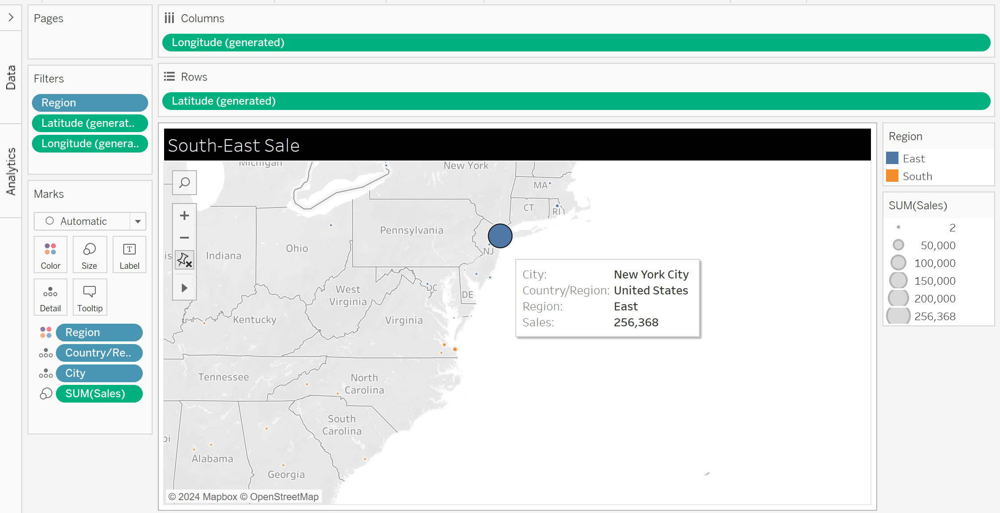 Pages
Columns
Longitude (generated)
Data
Filters
Region
Latitude (generat..
Longitude (genera..
Rows
Latitude (generated)
Analytics
Marks
Automatic
Color
Size
Label
Detail
Tooltip
Region
Country/Re..
City
SUM(Sales)
South-East Sale
Michigan
New York
MA
CT
RI
Pennsylvania
Ohio
Indiana
is
NJ
West
Virginia
DC
DE
Kentucky
Virginia
Tennessee
North
Carolina
South
Carolina
pi
Alabama
Georgia
City: New York City
Country/Region: United States
Region: East
Sales: 256,368
© 2024 Mapbox © OpenStreetMap
Region
East
South
SUM(Sales)
2
50,000
100,000
150,000
200,000
256,368